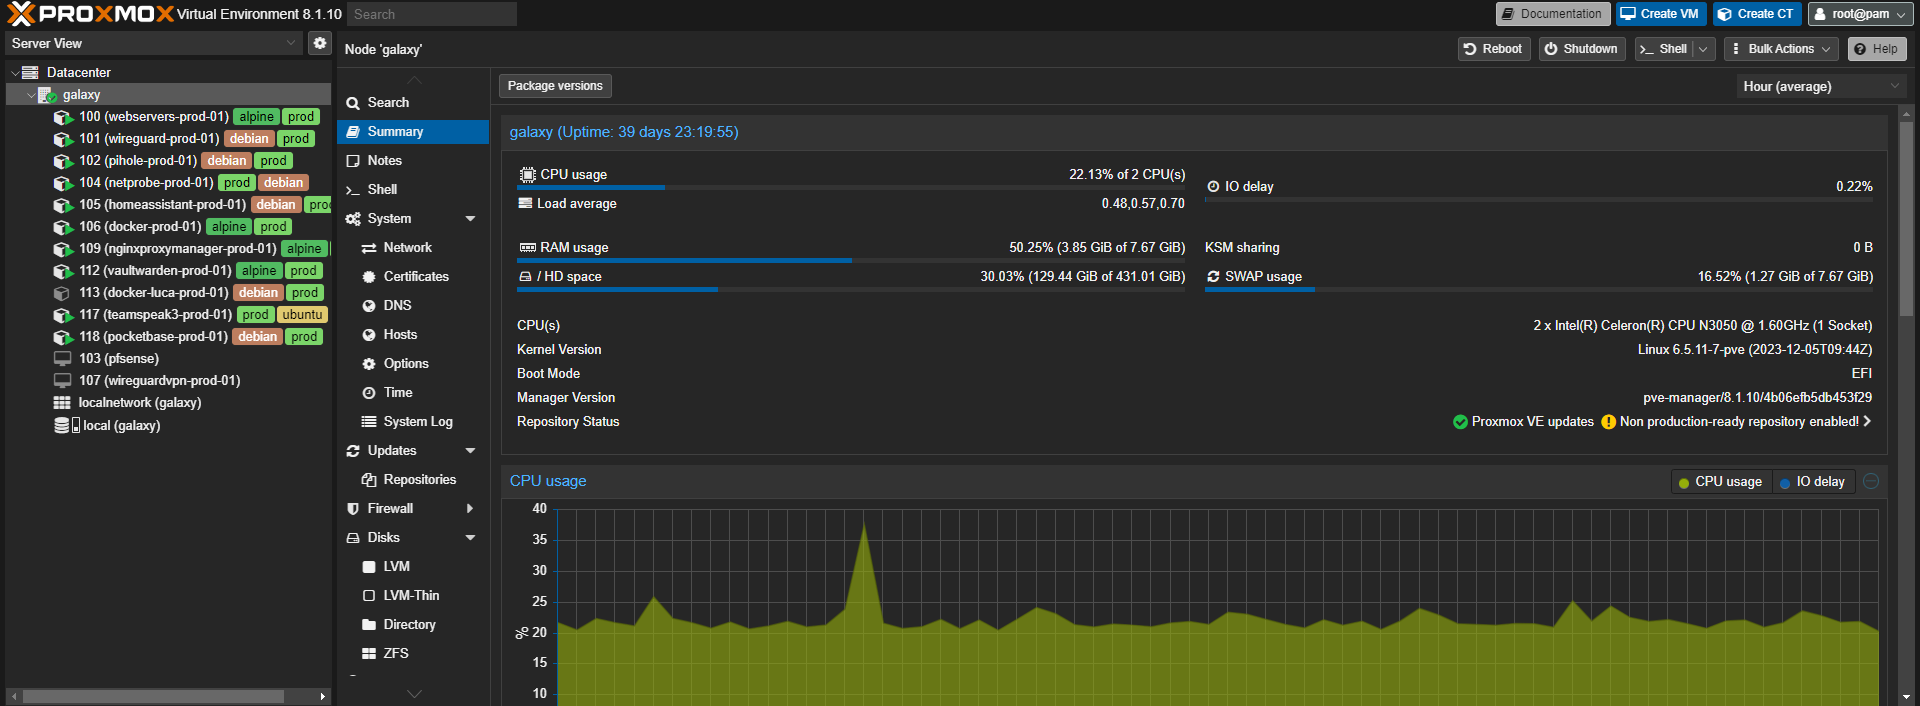 PROXMOX Virtual Environment 8.1.10 Search Documentation Create VM Create CT root@pam
Server View
Node 'galaxy' Reboot Shutdown Shell Bulk Actions Help
Datacenter
galaxy
100 (webservers-prod-01) alpine prod
101 (wireguard-prod-01) debian prod
102 (pihole-prod-01) debian prod
104 (netprobe-prod-01) prod debian
105 (homeassistant-prod-01) debian
106 (docker-prod-01) alpine prod
109 (nginxproxymanager-prod-01) alpine
112 (vaultwarden-prod-01) alpine prod
113 (docker-luca-prod-01) debian prod
117 (teamspeak3-prod-01) prod ubuntu
118 (pocketbase-prod-01) debian prod
103 (pfsense)
107 (wireguardvpn-prod-01)
localnetwork (galaxy)
local (galaxy)
Search
Summary
Notes
Shell
System
Network
Certificates
DNS
Hosts
Options
Time
System Log
Updates
Repositories
Firewall
Disks
LVM
LVM-Thin
Directory
ZFS
Package versions Hour (average)
galaxy (Uptime: 39 days 23:19:55)
CPU usage 22.13% of 2 CPU(s)
IO delay 0.22%
Load average 0.48,0.57,0.70
RAM usage 50.25% (3.85 GiB of 7.67 GiB)
KSM sharing 0 B
/ HD space 30.03% (129.44 GiB of 431.01 GiB)
SWAP usage 16.52% (1.27 GiB of 7.67 GiB)
CPU(s) 2 x Intel(R) Celeron(R) CPU N3050 @ 1.60GHz (1 Socket)
Kernel Version Linux 6.5.11-7-pve (2023-12-05T09:44Z)
Boot Mode EFI
Manager Version pve-manager/8.1.10/4b06efb5db453f29
Repository Status Proxmox VE updates Non production-ready repository enabled!
CPU usage CPU usage IO delay
40
35
30
25
20
15
10
%